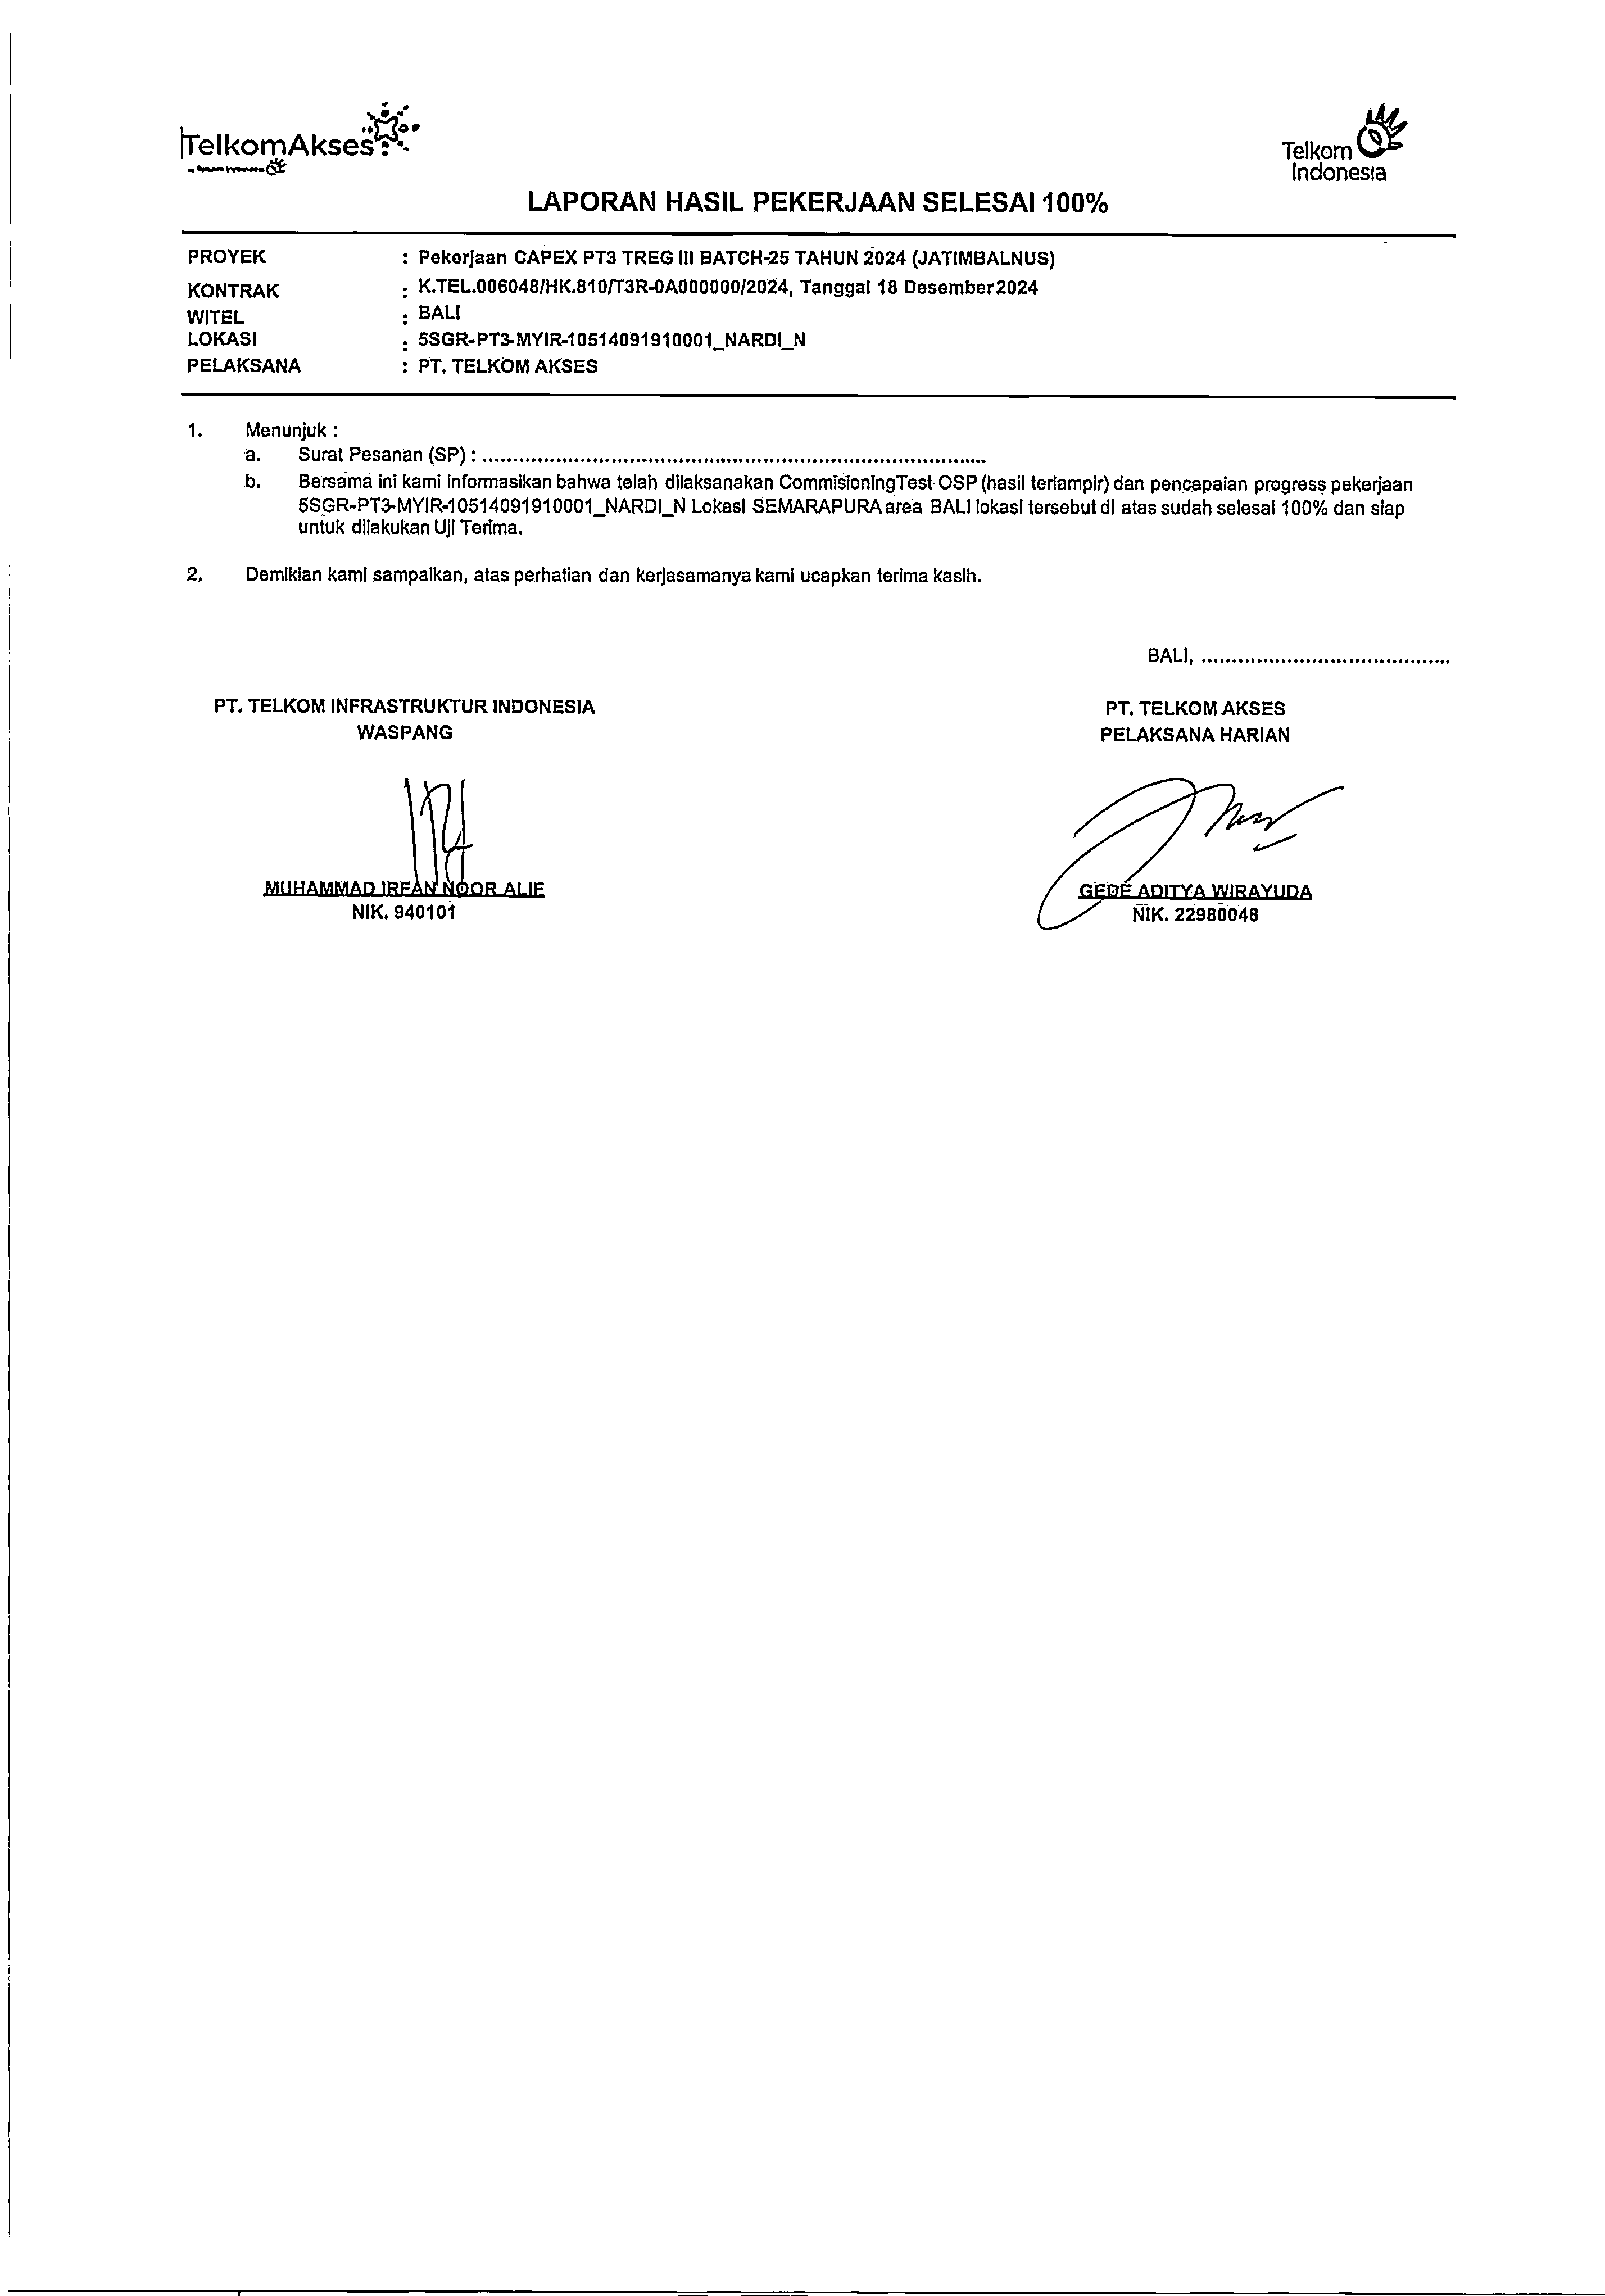 TelkomAkses
Telkom
Indonesia
LAPORAN HASIL PEKERJAAN SELESAI 100%
PROYEK : Pekerjaan CAPEX PT3 TREG III BATCH-25 TAHUN 2024 (JATIMBALNUS)
KONTRAK : K.TEL.006048/HK.810/T3R-0A000000/2024, Tanggal 18 Desember 2024
WITEL : BALI
LOKASI : 5SGR-PT3-MYIR-10514091910001_NARDI_N
PELAKSANA : PT. TELKOM AKSES
1. Menunjuk :
a. Surat Pesanan (SP) : ....................................................................................
b. Bersama ini kami informasikan bahwa telah dilaksanakan CommisioningTest OSP (hasil terlampir) dan pencapaian progress pekerjaan
5SGR-PT3-MYIR-10514091910001_NARDI_N Lokasi SEMARAPURA area BALI lokasi tersebut di atas sudah selesai 100% dan siap
untuk dilakukan Uji Terima.
2. Demikian kami sampaikan, atas perhatian dan kerjasamanya kami ucapkan terima kasih.
BALI, .........................................
PT. TELKOM INFRASTRUKTUR INDONESIA
WASPANG
PT. TELKOM AKSES
PELAKSANA HARIAN
MUHAMMAD IRFAN NOOR ALIE
NIK. 940101
GEDE ADITYA WIRAYUDA
NIK. 22980048